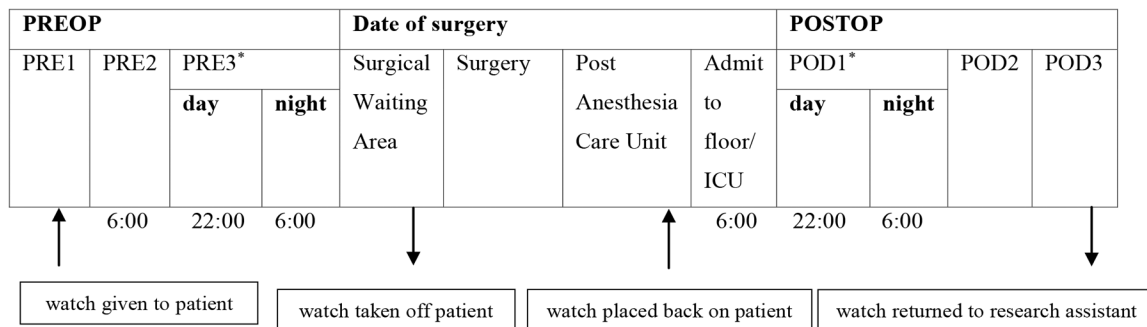 PREOP Date of surgery POSTOP
PRE1 PRE2 PRE3* Surgical Surgery Post Admit POD1* POD2 POD3
day night Waiting Anesthesia to day night
Area Care Unit floor/
ICU
6:00 22:00 6:00 6:00 22:00 6:00
watch given to patient watch taken off patient watch placed back on patient watch returned to research assistant